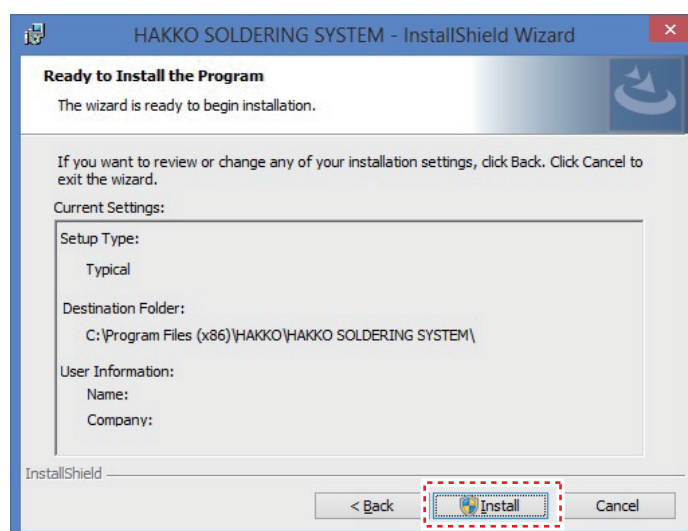 HAKKO SOLDERING SYSTEM - InstallShield Wizard
Ready to Install the Program
The wizard is ready to begin installation.
If you want to review or change any of your installation settings, click Back. Click Cancel to
exit the wizard.
Current Settings:
Setup Type:
Typical
Destination Folder:
C:\Program Files (x86)\HAKKO\HAKKO SOLDERING SYSTEM\
User Information:
Name:
Company:
InstallShield
< Back Install Cancel